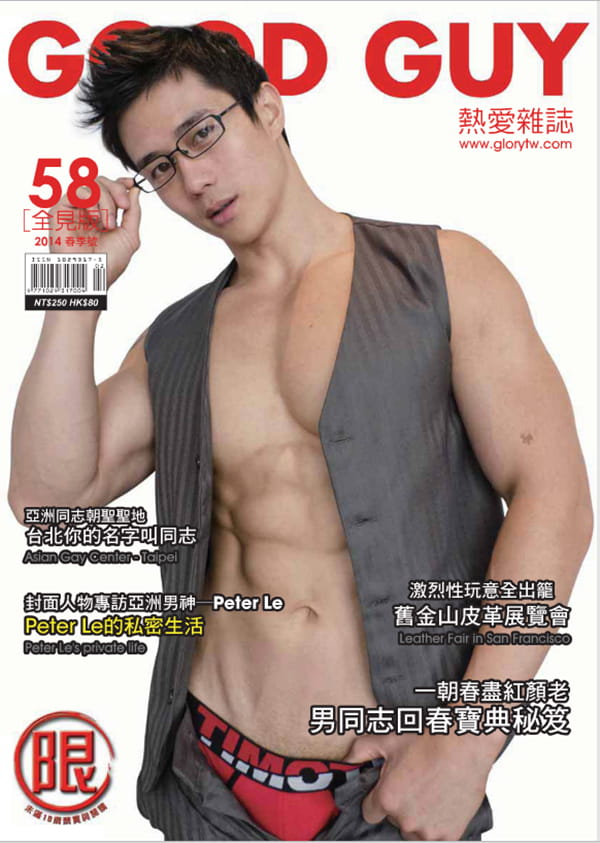 GOOD GUY
熱愛雜誌
www.glorytw.com
58
[全見版]
2014 春季號
NT$250 HK$80
亞洲同志朝聖聖地
台北你的名字叫同志
Asian Gay Center - Taipei
封面人物專訪亞洲男神─Peter Le
Peter Le的私密生活
Peter Le's private life
激烈性玩意全出籠
舊金山皮革展覽會
Leather Fair in San Francisco
一朝春盡紅顏老
男同志回春寶典秘笈
限
TIMOT